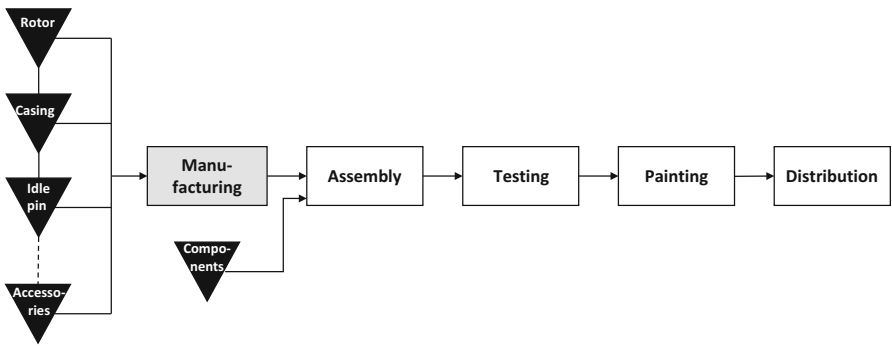 Rotor
Casing
Idle
pin
Accesso-
ries
Manu-
facturing
Compo-
nents
Assembly
Testing
Painting
Distribution